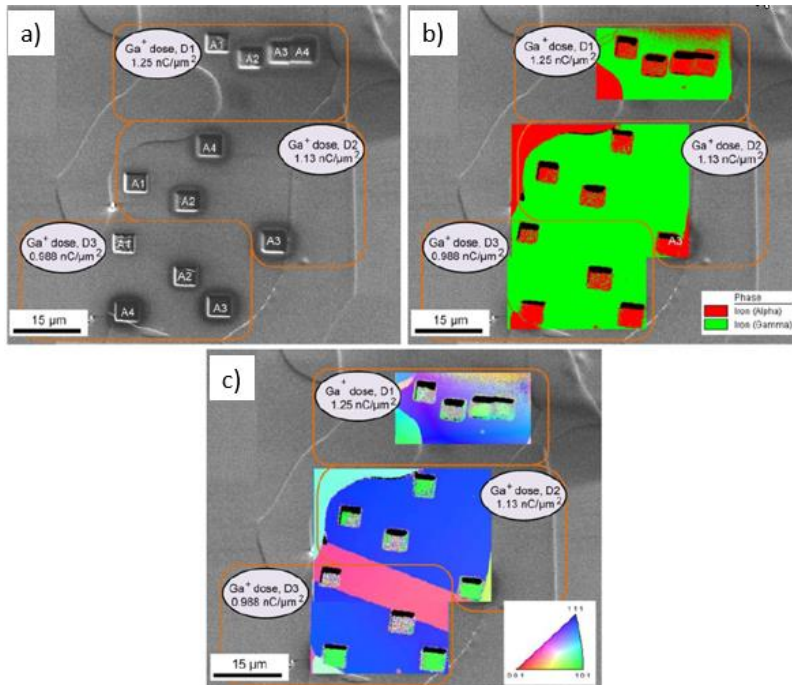 a)
Ga+ dose, D1
1.25 nC/µm2
A1
A2
A3
A4
A4
Ga+ dose, D2
1.13 nC/µm2
A1
A2
Ga+ dose, D3
0.988 nC/µm2
A1
A3
A2
A4
A3
15 µm
b)
Ga+ dose, D1
1.25 nC/µm2
Ga+ dose, D2
1.13 nC/µm2
Ga+ dose, D3
0.988 nC/µm2
A3
Phase
Iron (Alpha)
Iron (Gamma)
15 µm
c)
Ga+ dose, D1
1.25 nC/µm2
Ga+ dose, D2
1.13 nC/µm2
Ga+ dose, D3
0.988 nC/µm2
111
001
101
15 µm